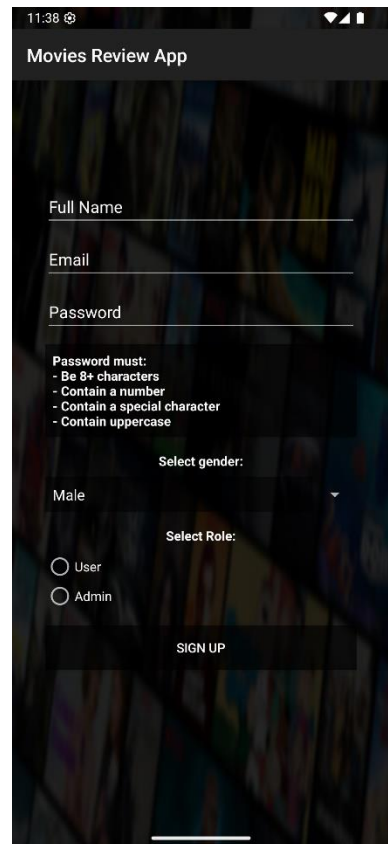 11:38
Movies Review App
Full Name
Email
Password
Password must:
- Be 8+ characters
- Contain a number
- Contain a special character
- Contain uppercase
Select gender:
Male
Select Role:
User
Admin
SIGN UP